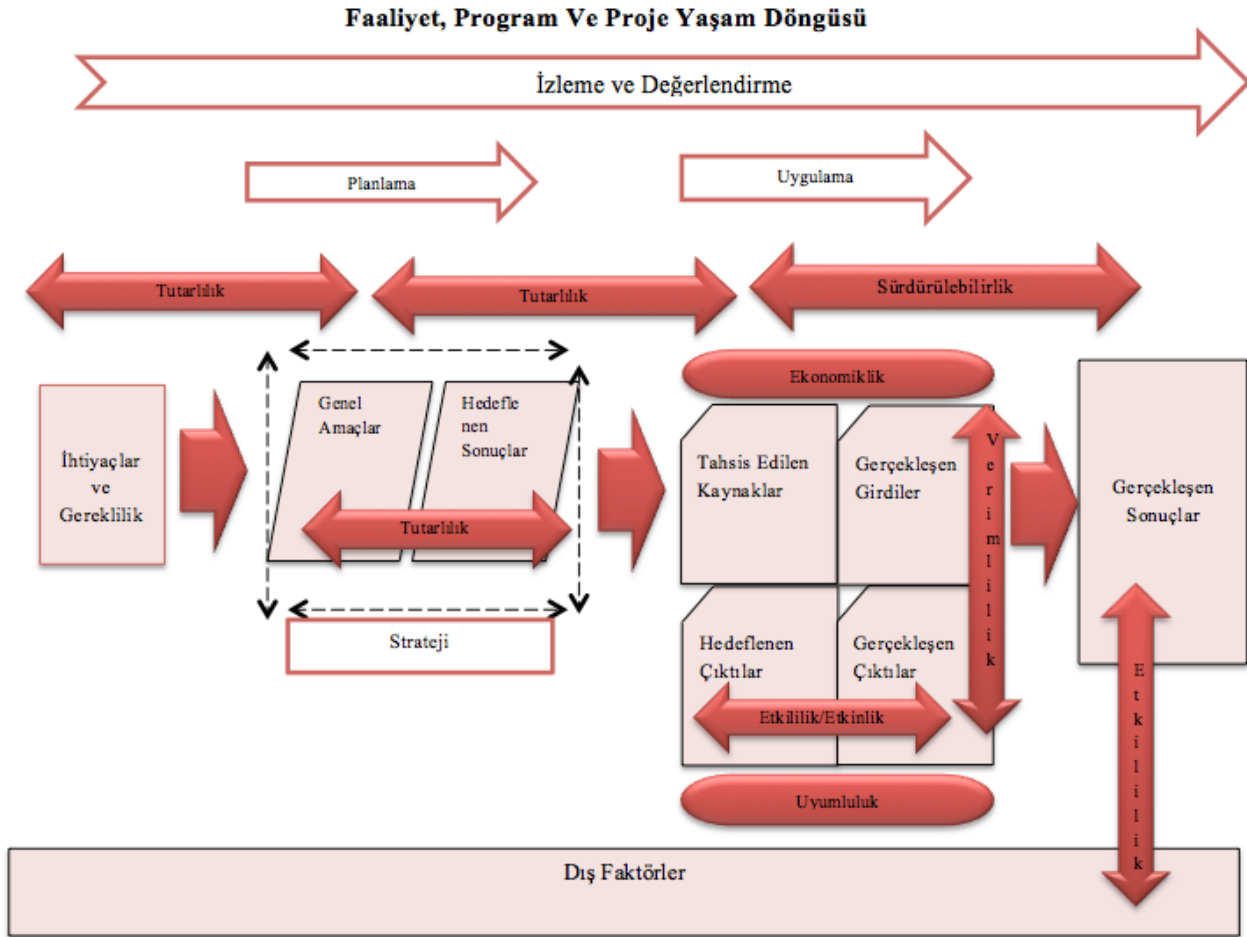 Faaliyet, Program Ve Proje Yaşam Döngüsü
İzleme ve Değerlendirme
Planlama
Uygulama
Tutarlılık
Tutarlılık
Sürdürülebilirlik
İhtiyaçlar
ve
Gereklilik
Genel
Amaçlar
Hedefle
nen
Sonuçlar
Tutarlılık
Strateji
Ekonomiklik
Tahsis Edilen
Kaynaklar
Gerçekleşen
Girdiler
Verimlilik
Hedeflenen
Çıktılar
Gerçekleşen
Çıktılar
Etkililik/Etkinlik
Uyumluluk
Gerçekleşen
Sonuçlar
Etkililik
Dış Faktörler